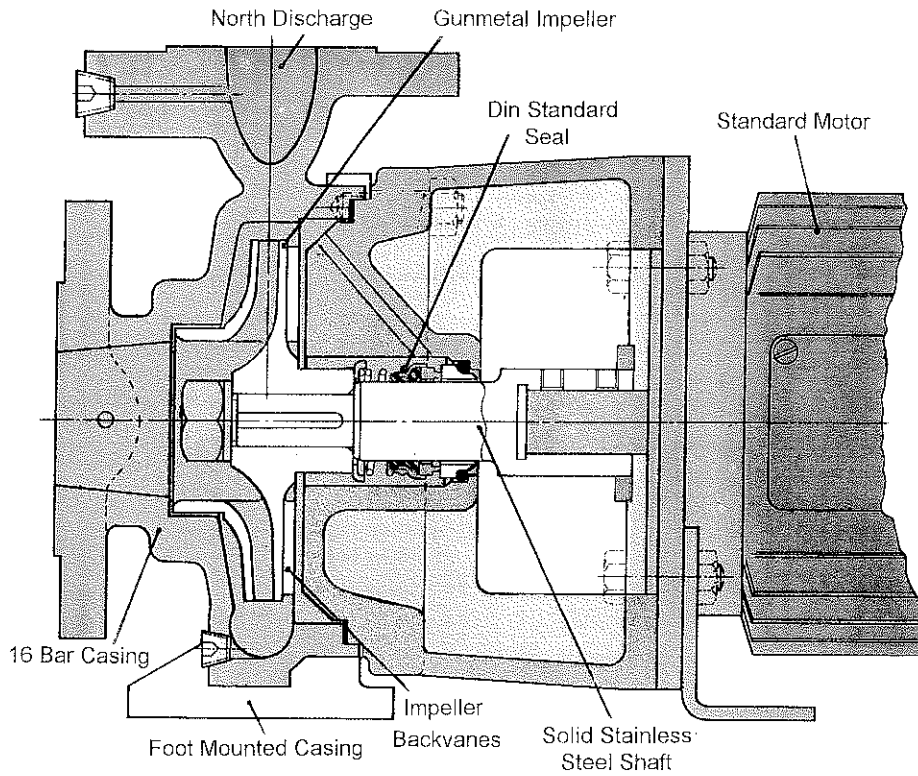 North Discharge
Gunmetal Impeller
Din Standard
Seal
Standard Motor
16 Bar Casing
Foot Mounted Casing
Impeller
Backvanes
Solid Stainless
Steel Shaft